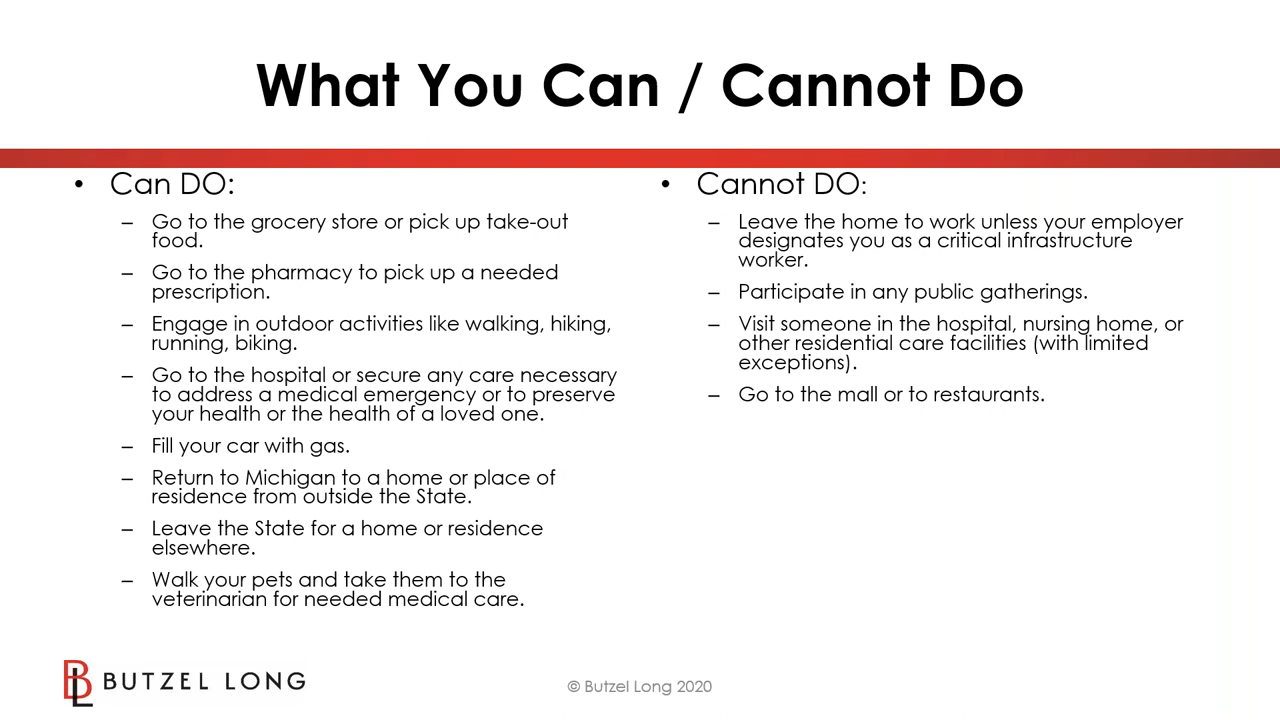 What You Can / Cannot Do
• Can DO:
– Go to the grocery store or pick up take-out
food.
– Go to the pharmacy to pick up a needed
prescription.
– Engage in outdoor activities like walking, hiking,
running, biking.
– Go to the hospital or secure any care necessary
to address a medical emergency or to preserve
your health or the health of a loved one.
– Fill your car with gas.
– Return to Michigan to a home or place of
residence from outside the State.
– Leave the State for a home or residence
elsewhere.
– Walk your pets and take them to the
veterinarian for needed medical care.
• Cannot DO:
– Leave the home to work unless your employer
designates you as a critical infrastructure
worker.
– Participate in any public gatherings.
– Visit someone in the hospital, nursing home, or
other residential care facilities (with limited
exceptions).
– Go to the mall or to restaurants.
BL BUTZEL LONG
© Butzel Long 2020